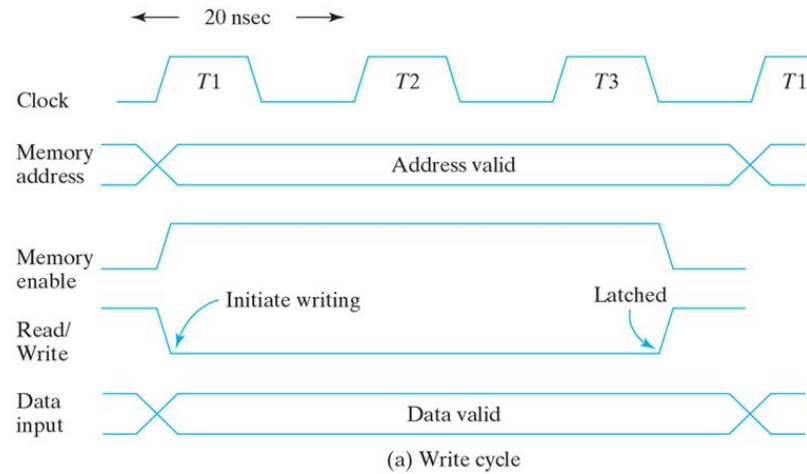 20 nsec
Clock
T1 T2 T3 T1
Memory
address
Address valid
Memory
enable
Initiate writing
Latched
Read/
Write
Data
input
Data valid
(a) Write cycle